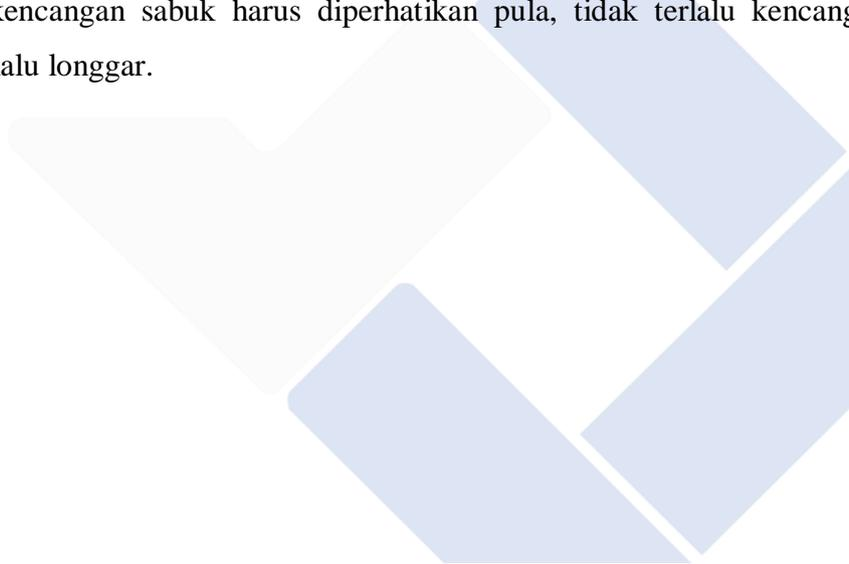 kencangan sabuk harus diperhatikan pula, tidak terlalu kencang
alu longgar.